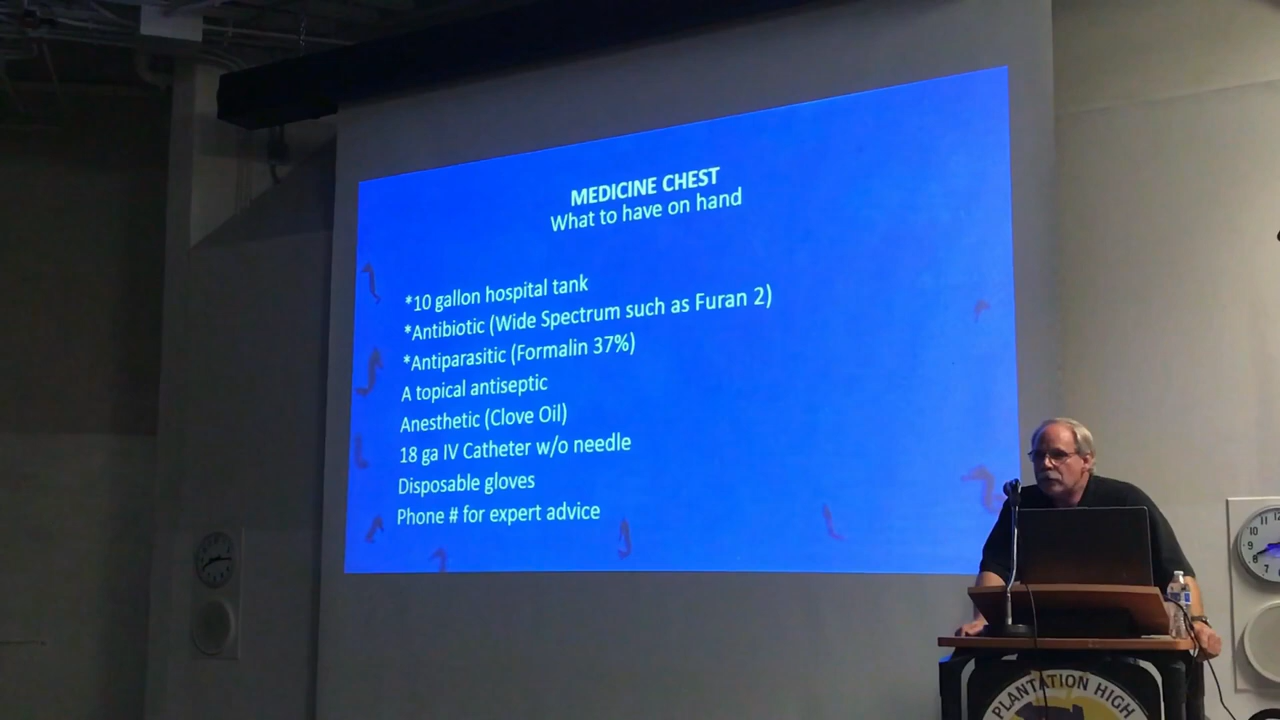 MEDICINE CHEST
What to have on hand
*10 gallon hospital tank
*Antibiotic (Wide Spectrum such as Furan 2)
*Antiparasitic (Formalin 37%)
A topical antiseptic
Anesthetic (Clove Oil)
18 ga IV Catheter w/o needle
Disposable gloves
Phone # for expert advice
PLANTATION HIGH